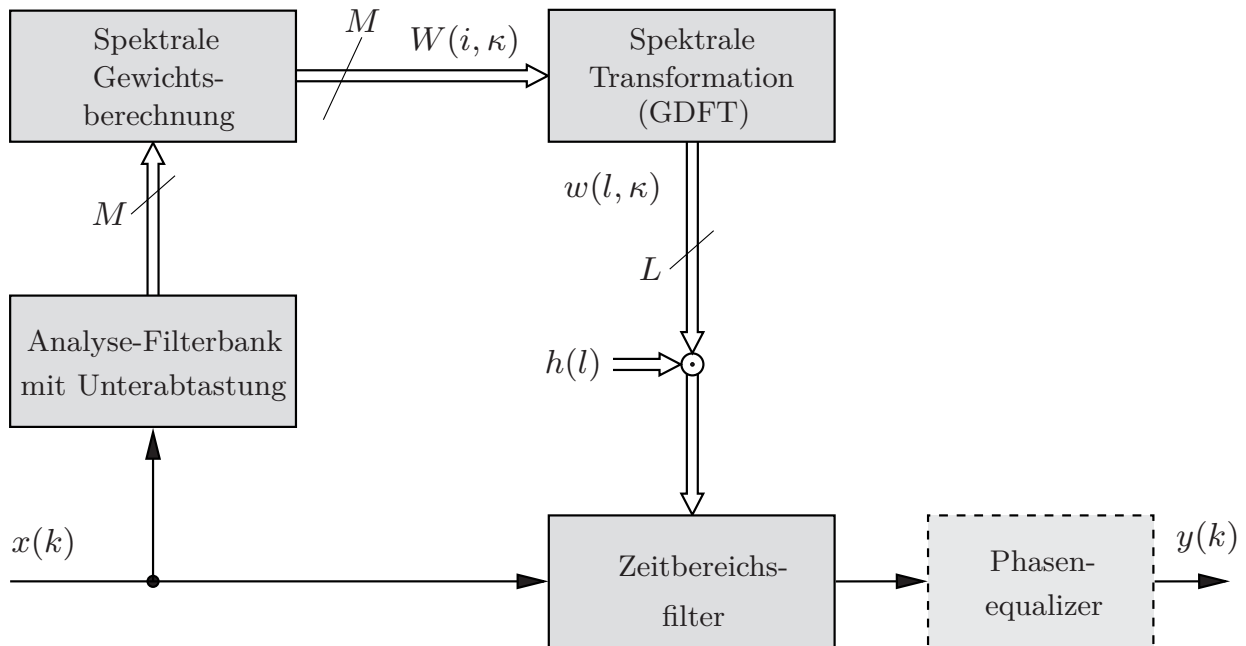 Spektrale
Gewichts-
berechnung
M
W(i, κ)
Spektrale
Transformation
(GDFT)
M
w(l, κ)
L
Analyse-Filterbank
mit Unterabtastung
h(l)
x(k)
Zeitbereichs-
filter
Phasen-
equalizer
y(k)